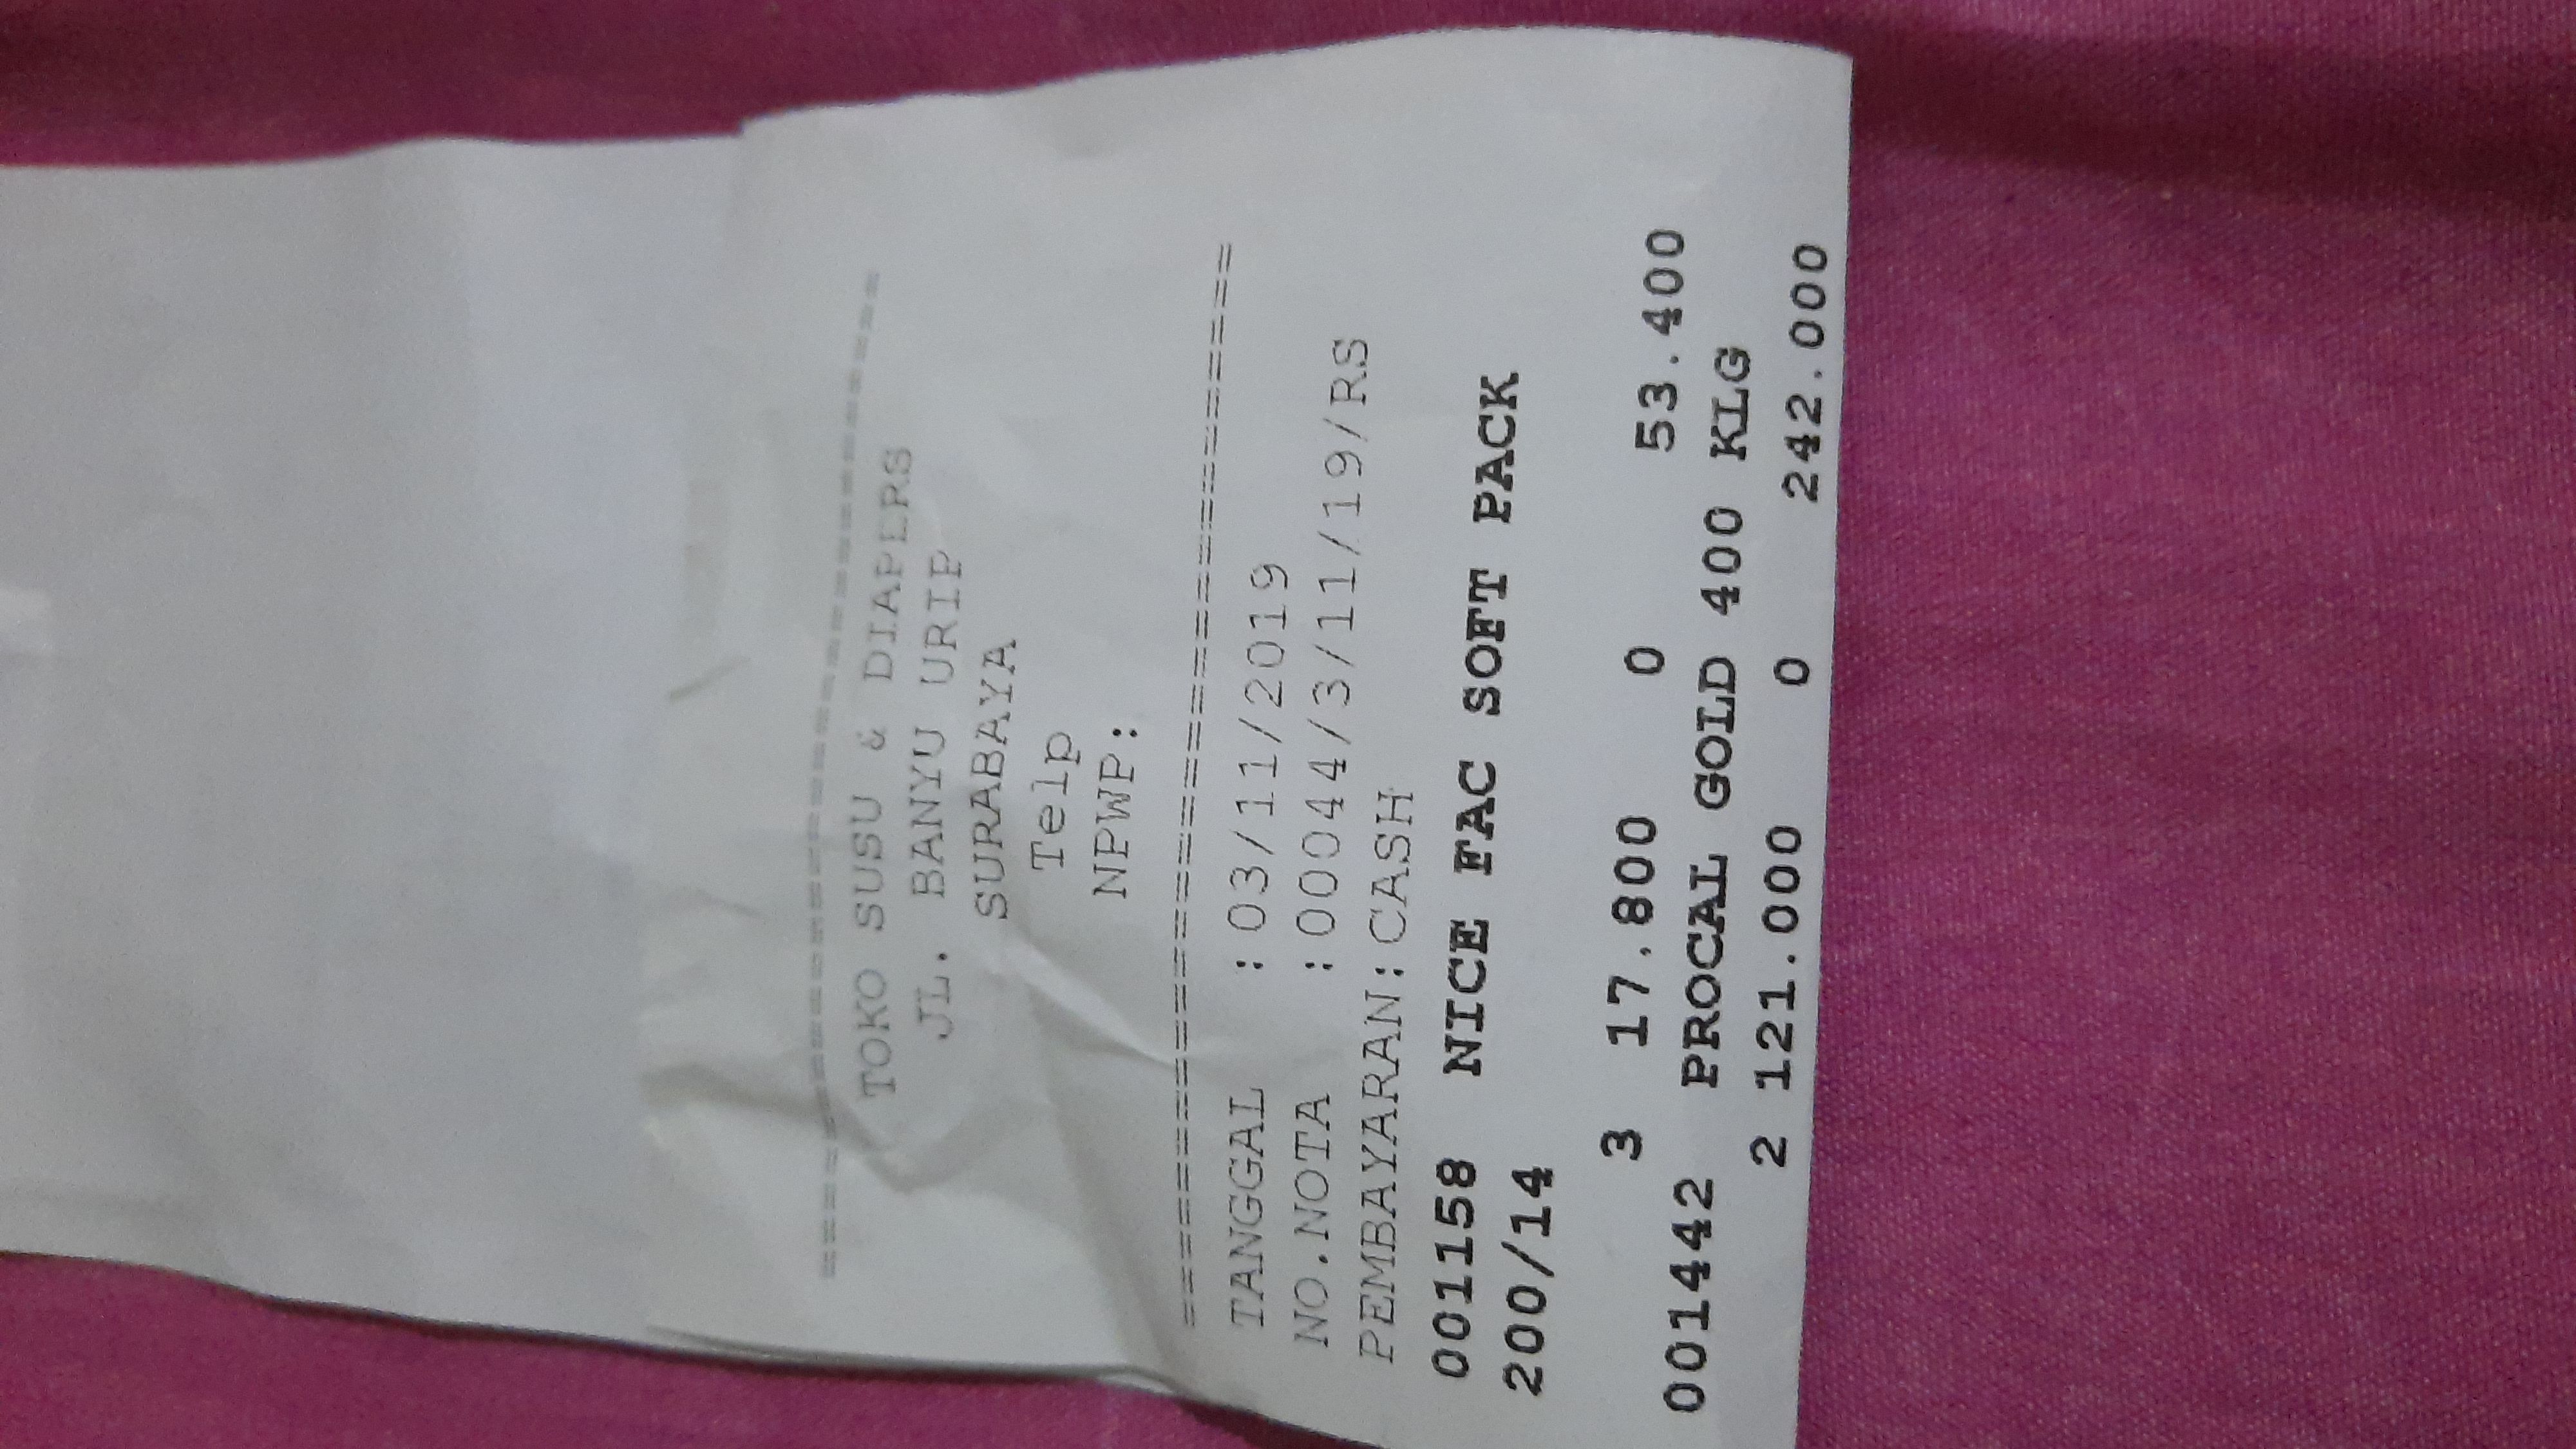 ==============================
TOKO SUSU & DIAPERS
JL. BANYU URIP
SURABAYA
Telp
NPWP:
==============================
TANGGAL : 03/11/2019
NO.NOTA : 00044/3/11/19/RS
PEMBAYARAN: CASH
001158 NICE FAC SOFT PACK
200/14
3 17.800 0 53.400
001442 PROCAL GOLD 400 KLG
2 121.000 0 242.000